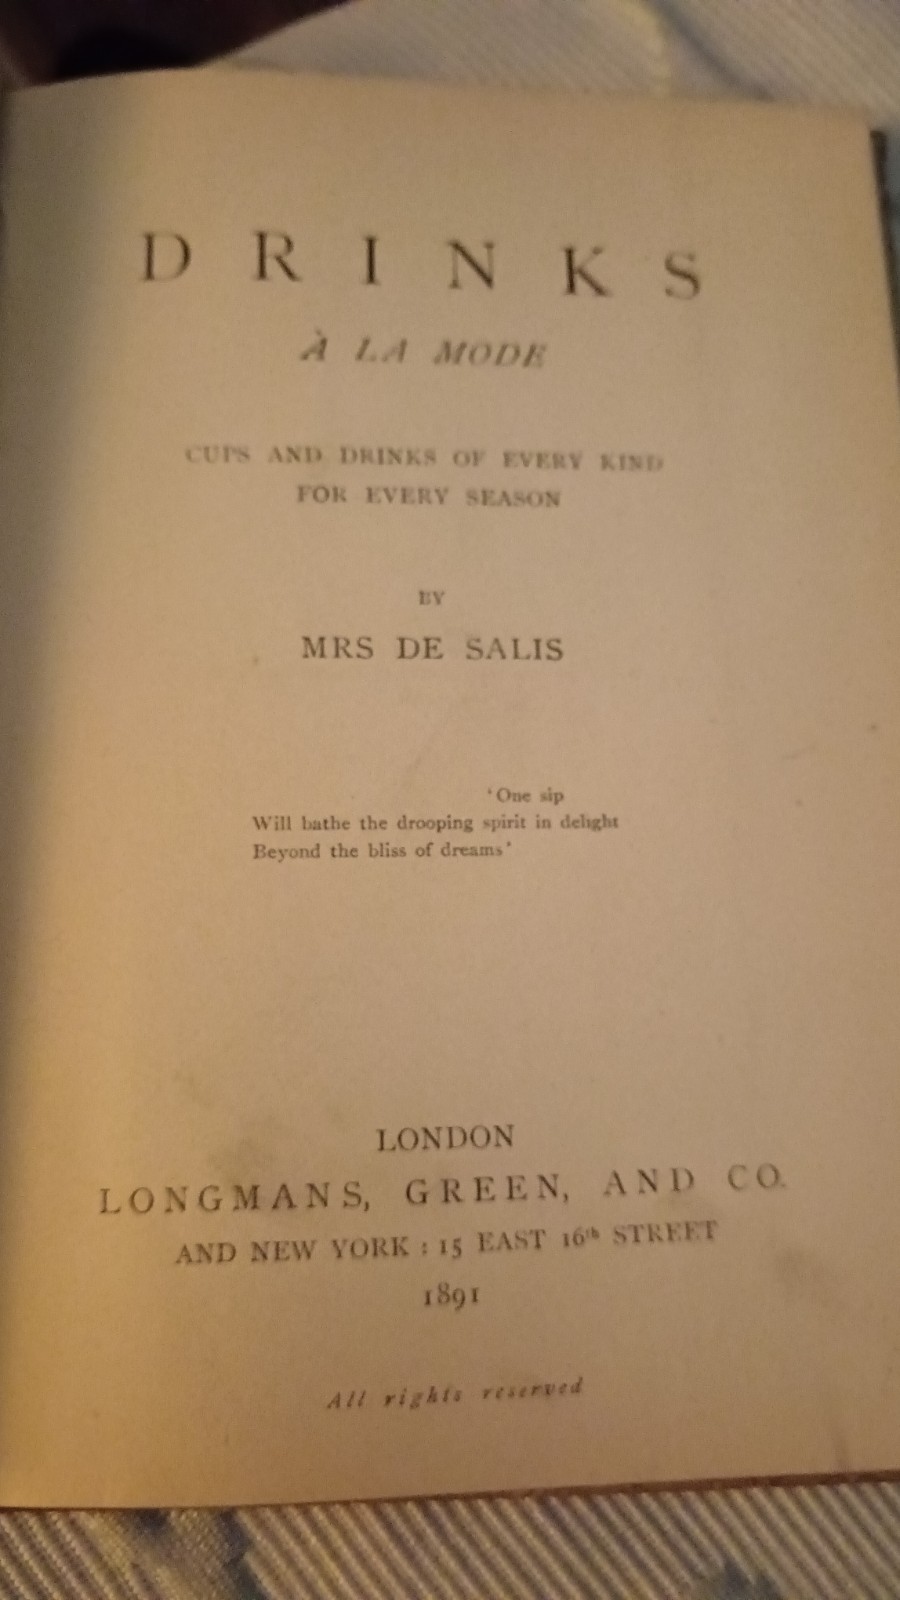 DRINKS
À LA MODE
CUPS AND DRINKS OF EVERY KIND
FOR EVERY SEASON
BY
MRS DE SALIS
'One sip
Will bathe the drooping spirit in delight
Beyond the bliss of dreams'
LONDON
LONGMANS, GREEN, AND CO.
AND NEW YORK : 15 EAST 16th STREET
1891
All rights reserved